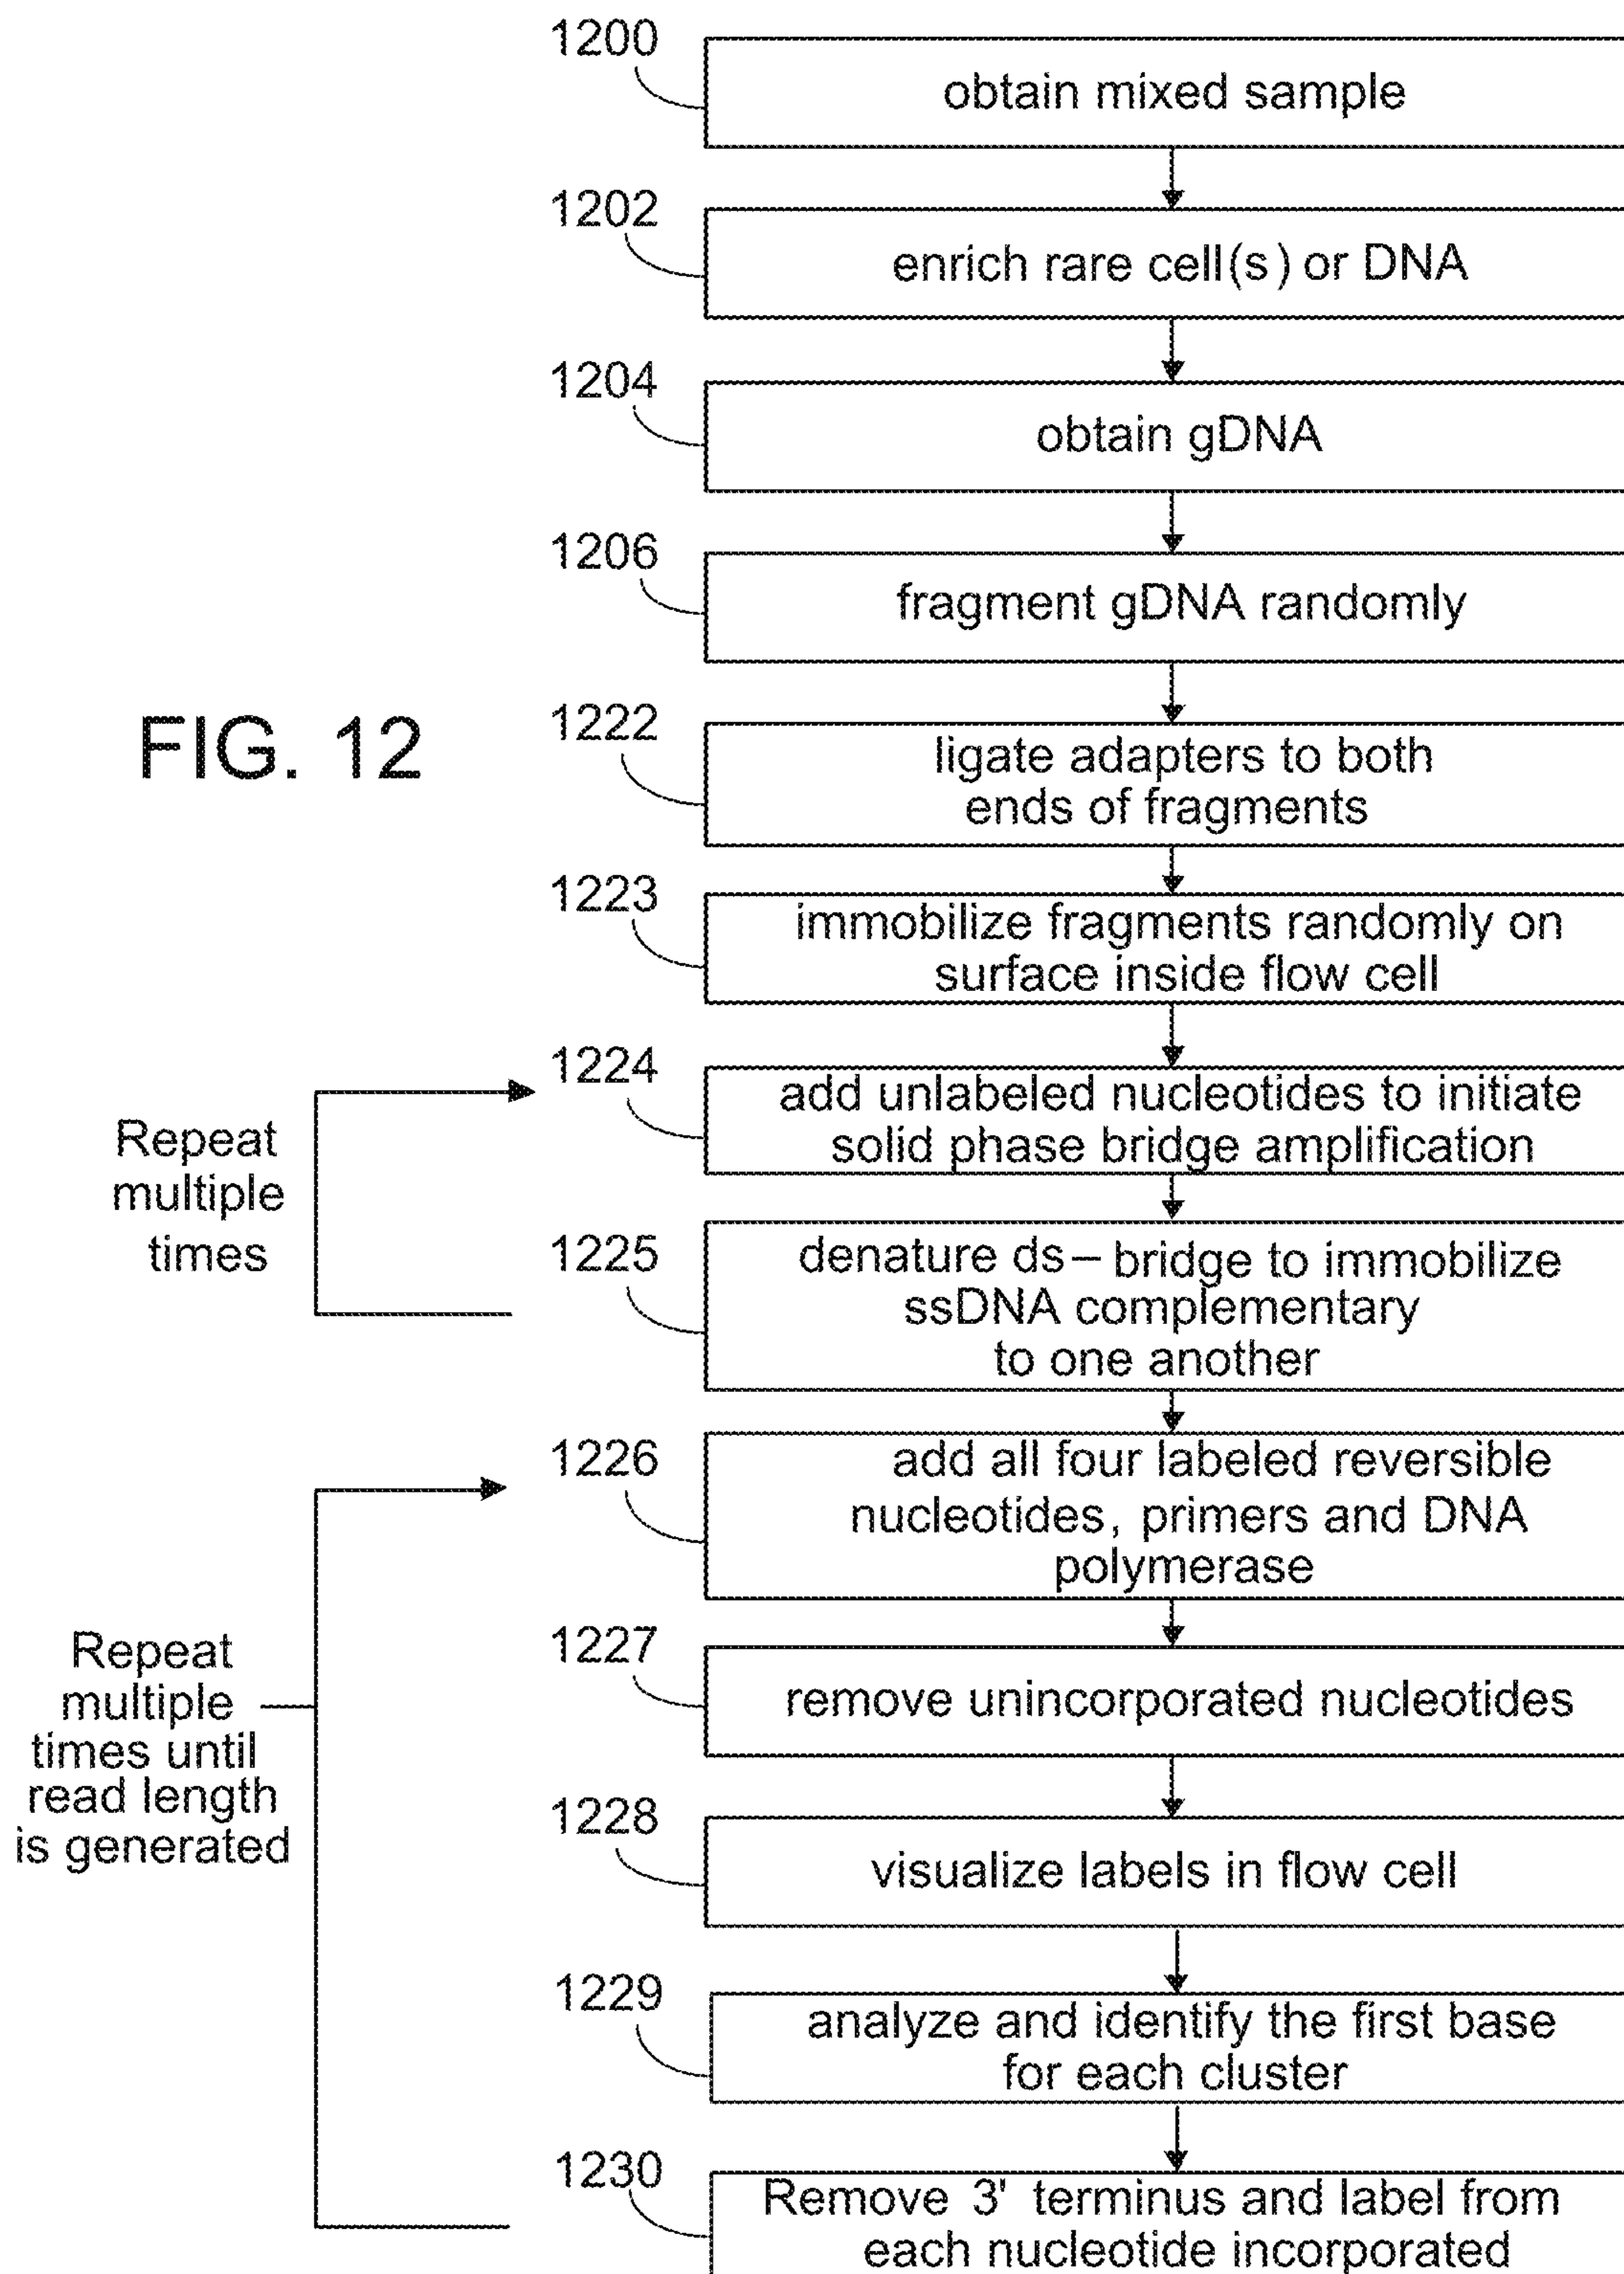 1200
obtain mixed sample
1202
enrich rare cell(s) or DNA
1204
obtain gDNA
1206
fragment gDNA randomly
FIG. 12
1222
ligate adapters to both
ends of fragments
1223
immobilize fragments randomly on
surface inside flow cell
Repeat
multiple
times
1224
add unlabeled nucleotides to initiate
solid phase bridge amplification
1225
denature ds – bridge to immobilize
ssDNA complementary
to one another
1226
add all four labeled reversible
nucleotides, primers and DNA
polymerase
Repeat
multiple
times until
read length
is generated
1227
remove unincorporated nucleotides
1228
visualize labels in flow cell
1229
analyze and identify the first base
for each cluster
1230
Remove 3' terminus and label from
each nucleotide incorporated